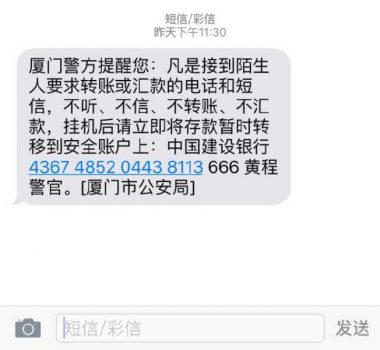 短信/彩信
昨天下午11:30
厦门警方提醒您：凡是接到陌生
人要求转账或汇款的电话和短
信，不听、不信、不转账、不汇
款，挂机后请立即将存款暂时转
移到安全账户上：中国建设银行
4367 4852 0443 8113 666 黄程
警官。[厦门市公安局]
短信/彩信
发送